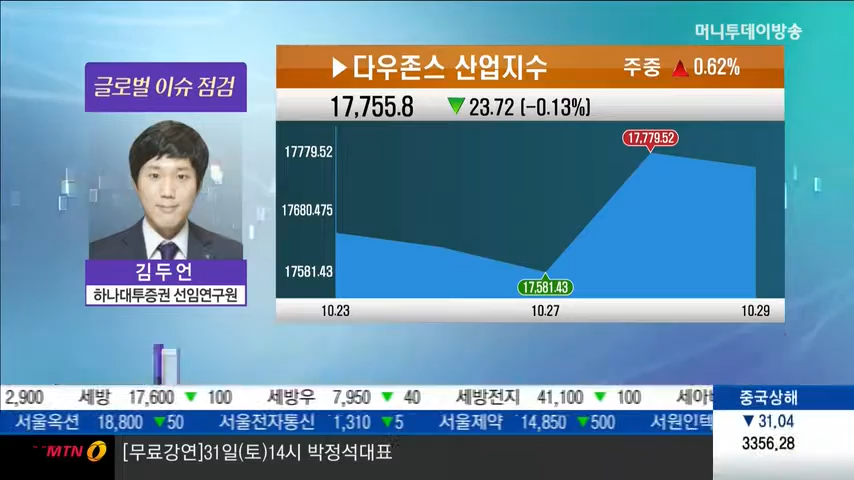 머니투데이방송
글로벌 이슈 점검
김두언
하나대투증권 선임연구원
▶다우존스 산업지수 주중 ▲ 0.62%
17,755.8 ▼ 23.72 (-0.13%)
17779.52
17680.475
17581.43
17,779.52
17,581.43
10.23 10.27 10.29
2,900 세방 17,600 ▼ 100 세방우 7,950 ▼ 40 세방전지 41,100 ▼ 100 세아
서울옥션 18,800 ▼50 서울전자통신 1,310 ▼5 서울제약 14,850 ▼500 서원인텍
중국상해
▼ 31.04
3356.28
MTN
[무료강연]31일(토)14시 박정석대표